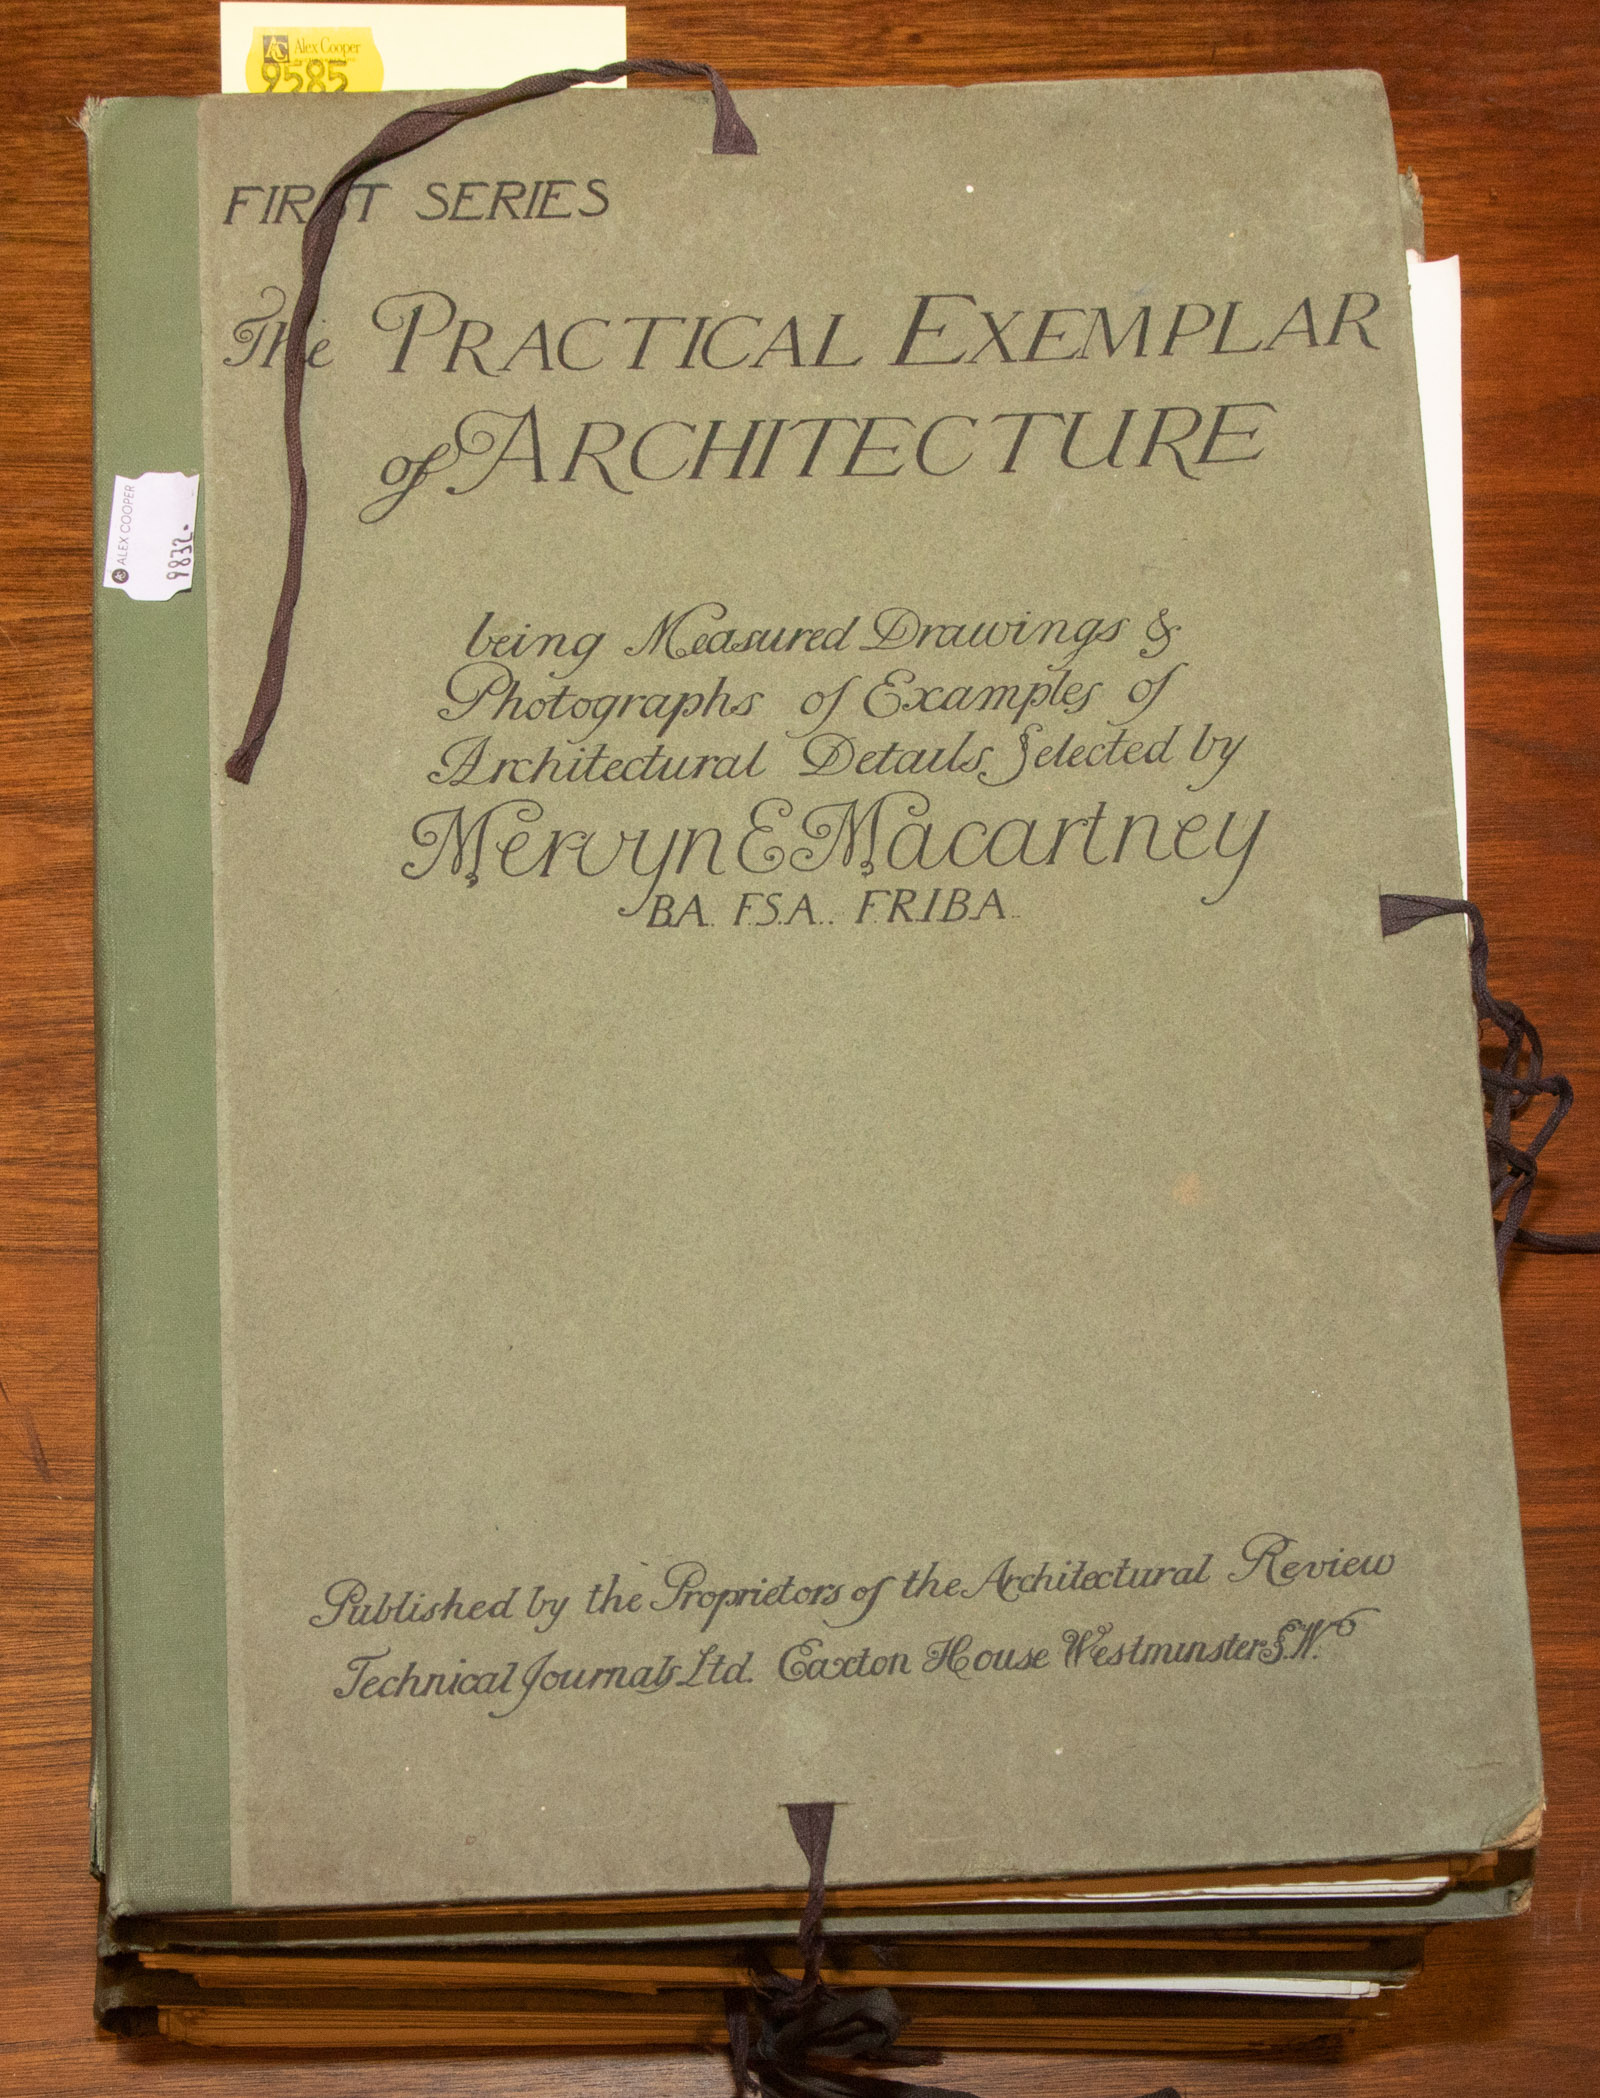 Alex Cooper
9585
FIRST SERIES
The PRACTICAL EXEMPLAR
of ARCHITECTURE
ALEX COOPER
9832.
being Measured Drawings &
Photographs of Examples of
Architectural Details Selected by
Mervyn E Macartney
B.A. F.S.A. F.R.I.B.A.
Published by the Proprietors of the Architectural Review
Technical Journals Ltd. Caxton House Westminster S.W.